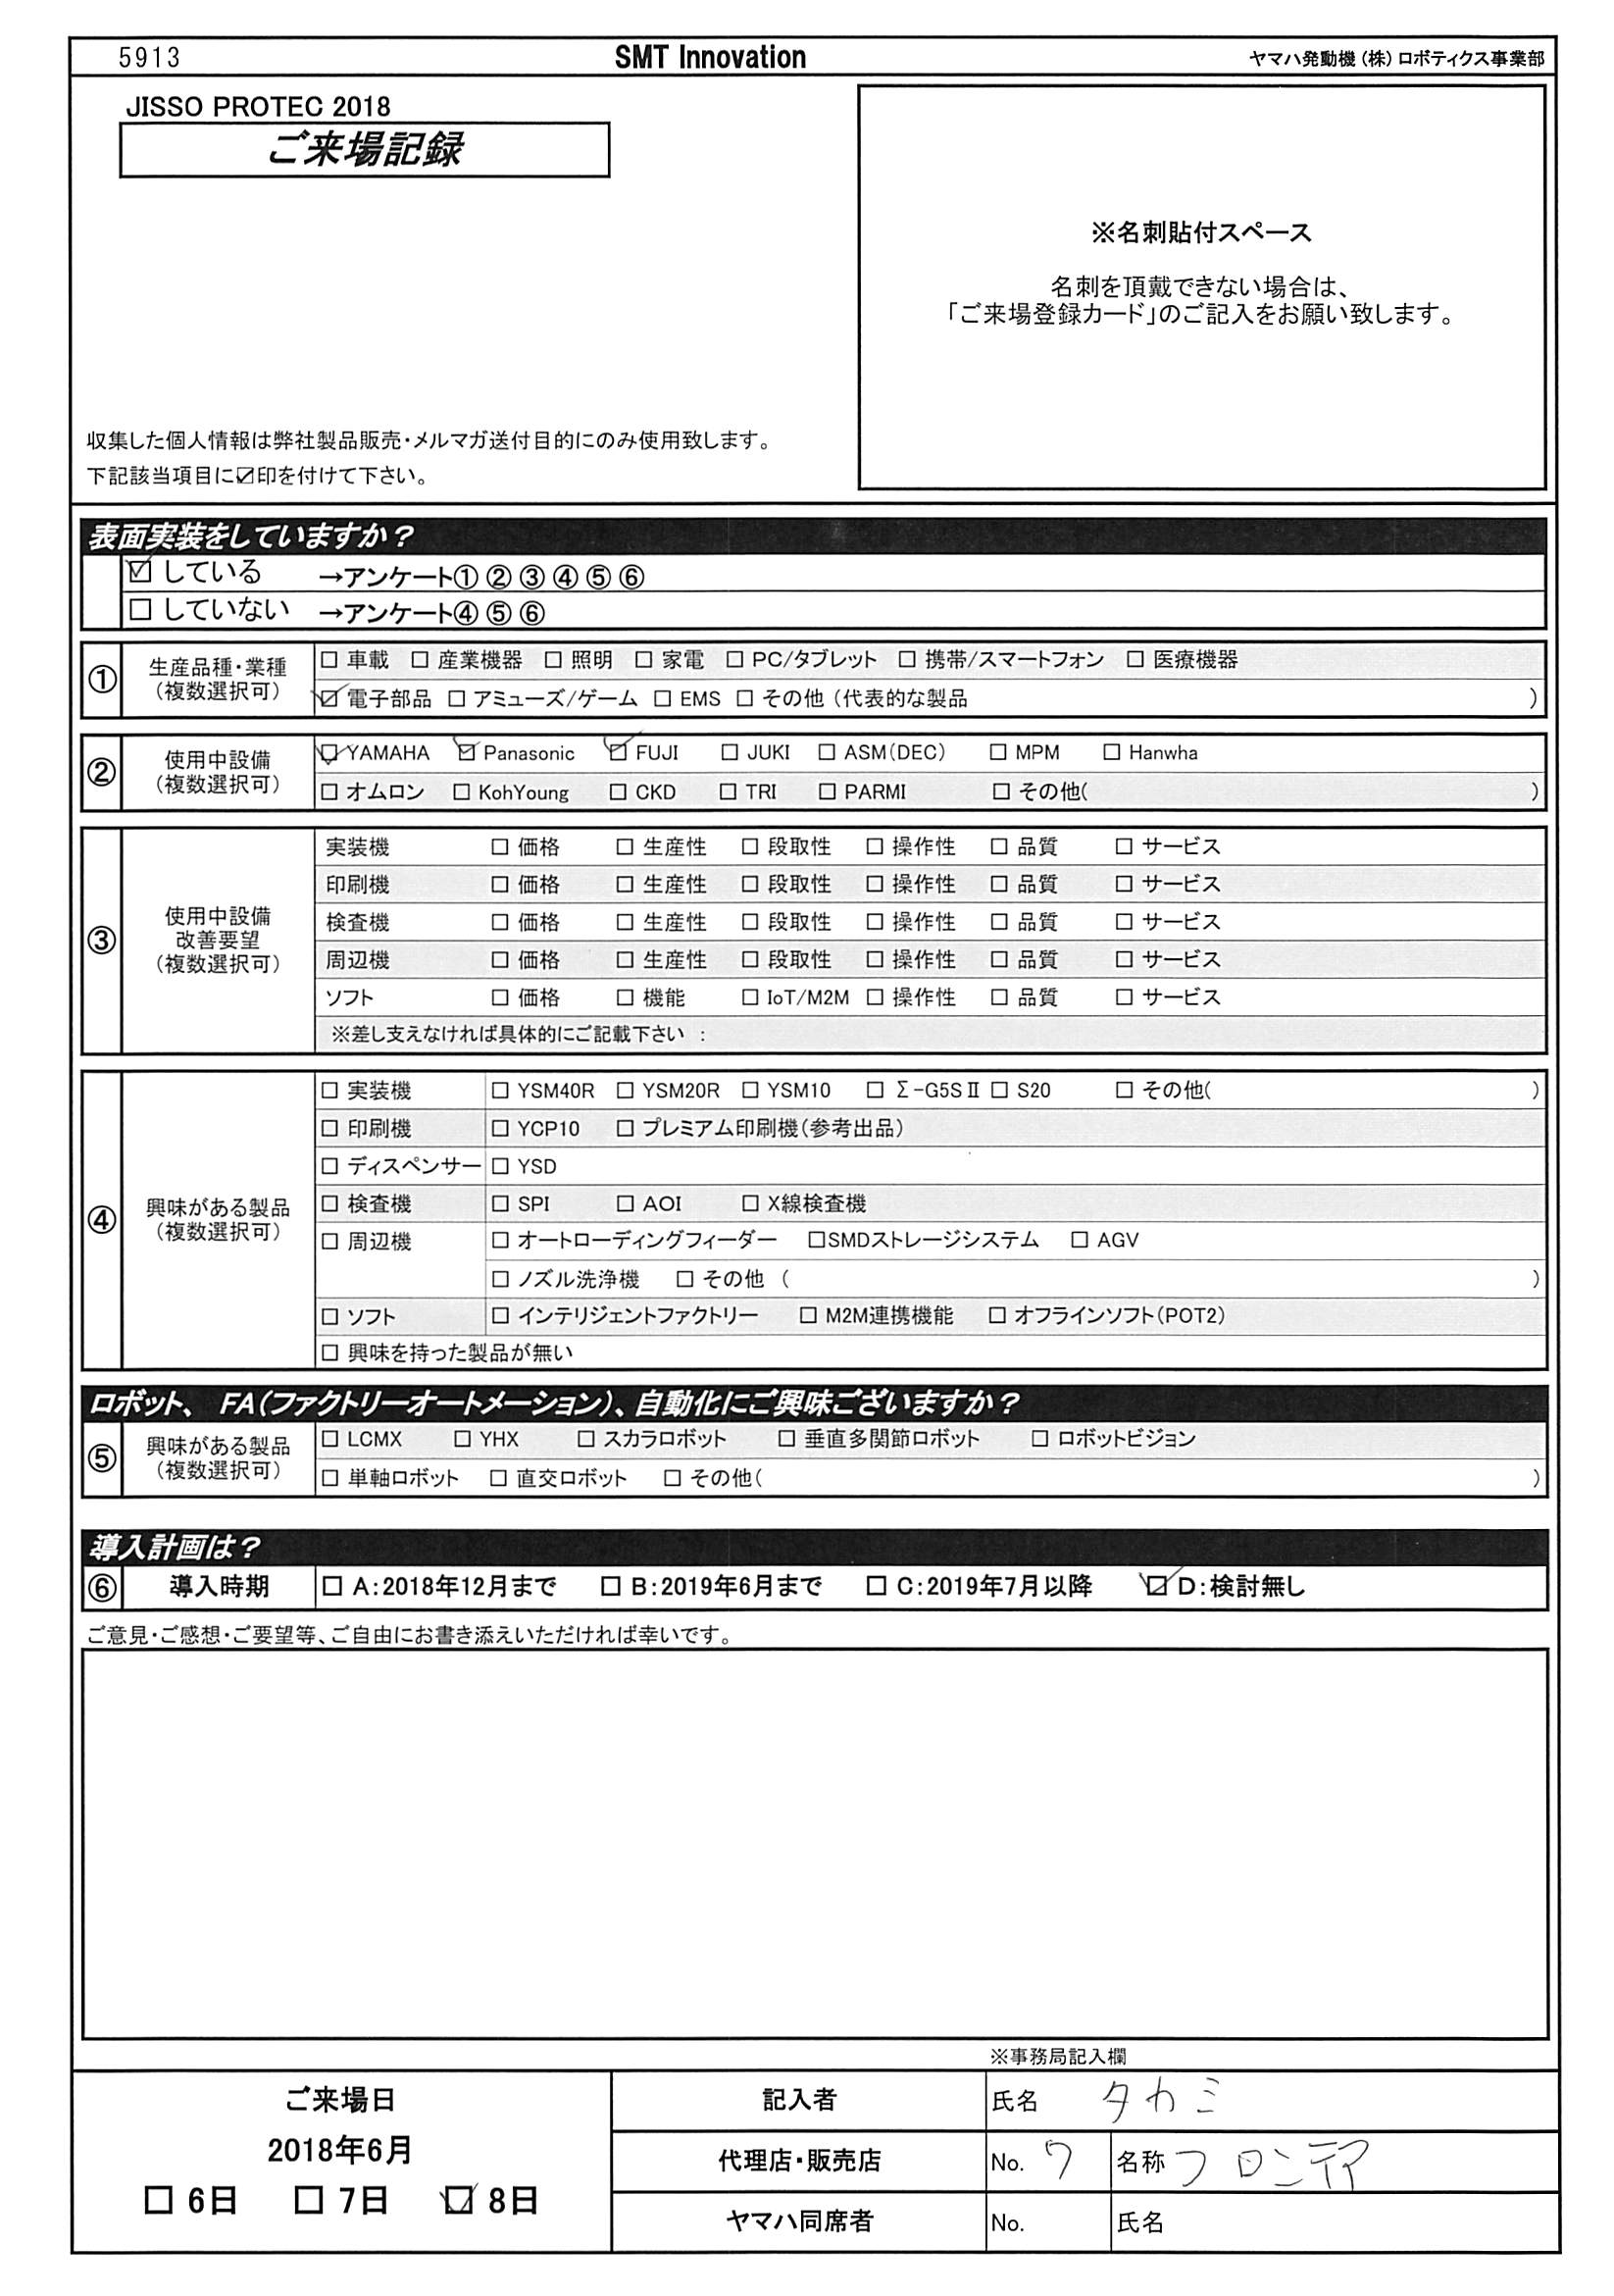 5913 SMT Innovation ヤマハ発動機(株)ロボティクス事業部
JISSO PROTEC 2018
ご来場記録
※名刺貼付スペース
名刺を頂戴できない場合は、
「ご来場登録カード」のご記入をお願い致します。
収集した個人情報は弊社製品販売・メルマガ送付目的にのみ使用致します。
下記該当項目に☑印を付けて下さい。
表面実装をしていますか？
☑ している →アンケート① ② ③ ④ ⑤ ⑥
□ していない →アンケート④ ⑤ ⑥
① 生産品種・業種
（複数選択可）
□ 車載 □ 産業機器 □ 照明 □ 家電 □ PC/タブレット □ 携帯/スマートフォン □ 医療機器
☑ 電子部品 □ アミューズ/ゲーム □ EMS □ その他（代表的な製品 ）
② 使用中設備
（複数選択可）
☑ YAMAHA ☑ Panasonic ☑ FUJI □ JUKI □ ASM(DEC) □ MPM □ Hanwha
□ オムロン □ KohYoung □ CKD □ TRI □ PARMI □ その他( )
③ 使用中設備
改善要望
（複数選択可）
実装機 □ 価格 □ 生産性 □ 段取性 □ 操作性 □ 品質 □ サービス
印刷機 □ 価格 □ 生産性 □ 段取性 □ 操作性 □ 品質 □ サービス
検査機 □ 価格 □ 生産性 □ 段取性 □ 操作性 □ 品質 □ サービス
周辺機 □ 価格 □ 生産性 □ 段取性 □ 操作性 □ 品質 □ サービス
ソフト □ 価格 □ 機能 □ IoT/M2M □ 操作性 □ 品質 □ サービス
※差し支えなければ具体的にご記載下さい ：
④ 興味がある製品
（複数選択可）
□ 実装機 □ YSM40R □ YSM20R □ YSM10 □ Σ-G5SⅡ □ S20 □ その他( )
□ 印刷機 □ YCP10 □ プレミアム印刷機(参考出品)
□ ディスペンサー □ YSD
□ 検査機 □ SPI □ AOI □ X線検査機
□ 周辺機 □ オートローディングフィーダー □SMDストレージシステム □ AGV
□ ノズル洗浄機 □ その他 ( )
□ ソフト □ インテリジェントファクトリー □ M2M連携機能 □ オフラインソフト(POT2)
□ 興味を持った製品が無い
ロボット、 FA(ファクトリーオートメーション)、自動化にご興味ございますか？
⑤ 興味がある製品
（複数選択可）
□ LCMX □ YHX □ スカラロボット □ 垂直多関節ロボット □ ロボットビジョン
□ 単軸ロボット □ 直交ロボット □ その他( )
導入計画は？
⑥ 導入時期 □ A:2018年12月まで □ B:2019年6月まで □ C:2019年7月以降 ☑ D:検討無し
ご意見・ご感想・ご要望等、ご自由にお書き添えいただければ幸いです。
※事務局記入欄
ご来場日
2018年6月
□ 6日 □ 7日 ☑ 8日
記入者 氏名 タカミ
代理店・販売店 No. 7 名称 フロンテア
ヤマハ同席者 No. 氏名